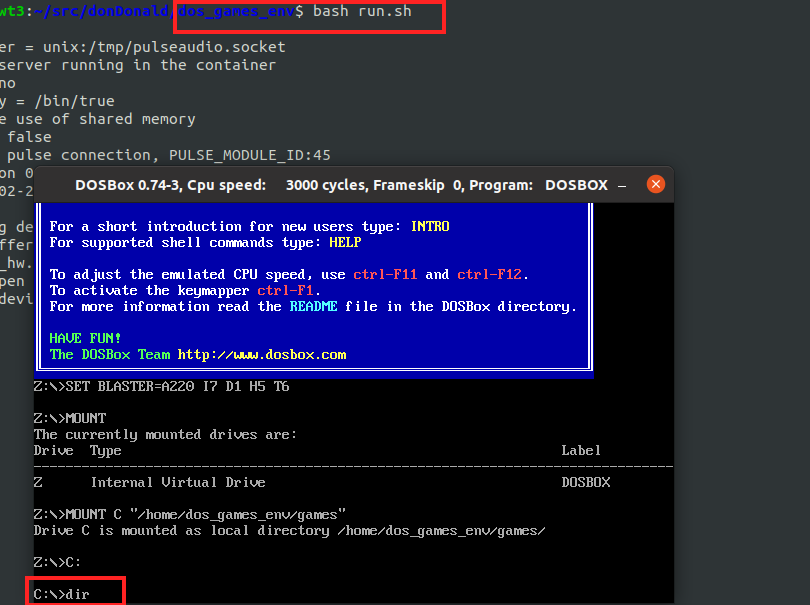 wt3:~/src/donDonald/dos_games_env$ bash run.sh
er = unix:/tmp/pulseaudio.socket
server running in the container
no
y = /bin/true
e use of shared memory
false
pulse connection, PULSE_MODULE_ID:45
on 0
02-2
g de
ffer
_hw.
pen
devi
DOSBox 0.74-3, Cpu speed: 3000 cycles, Frameskip 0, Program: DOSBOX
For a short introduction for new users type: INTRO
For supported shell commands type: HELP
To adjust the emulated CPU speed, use ctrl-F11 and ctrl-F12.
To activate the keymapper ctrl-F1.
For more information read the README file in the DOSBox directory.
HAVE FUN!
The DOSBox Team http://www.dosbox.com
Z:\>SET BLASTER=A220 I7 D1 H5 T6
Z:\>MOUNT
The currently mounted drives are:
Drive Type Label
Z Internal Virtual Drive DOSBOX
Z:\>MOUNT C "/home/dos_games_env/games"
Drive C is mounted as local directory /home/dos_games_env/games/
Z:\>C:
C:\>dir